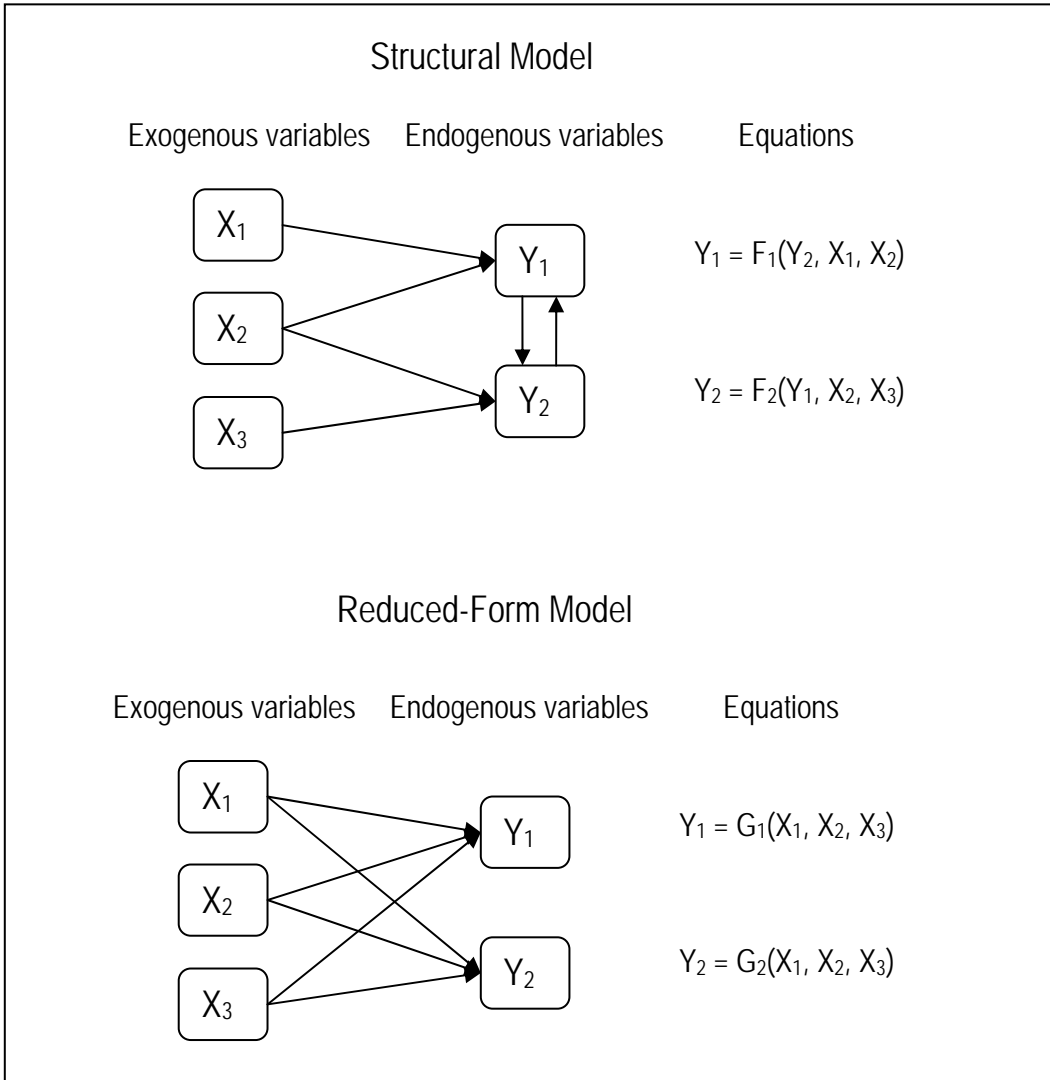 Structural Model
Exogenous variables Endogenous variables Equations
X₁
Y₁ Y₁ = F₁(Y₂, X₁, X₂)
X₂
Y₂ Y₂ = F₂(Y₁, X₂, X₃)
X₃
Reduced-Form Model
Exogenous variables Endogenous variables Equations
X₁
Y₁ Y₁ = G₁(X₁, X₂, X₃)
X₂
Y₂ Y₂ = G₂(X₁, X₂, X₃)
X₃